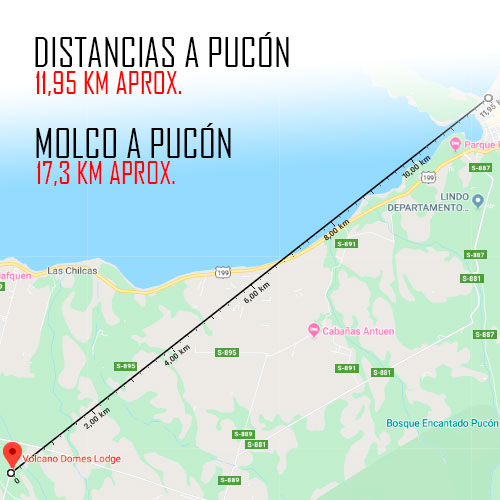 DISTANCIAS A PUCÓN
11,95 KM APROX.
MOLCO A PUCÓN
17,3 KM APROX.
11,95
Parque
10,00 km
S-887
199
LINDO
DEPARTAMENTO...
8,00 km
S-891
S-887
afquen
Las Chilcas
199
S-881
6,00 km
Cabañas Antuen
S-887
4,00 km
S-895
S-895
S-891
S-881
2,00 km
Bosque Encantado Pucón
S-889
S-881
Volcano Domes Lodge
0
S-889